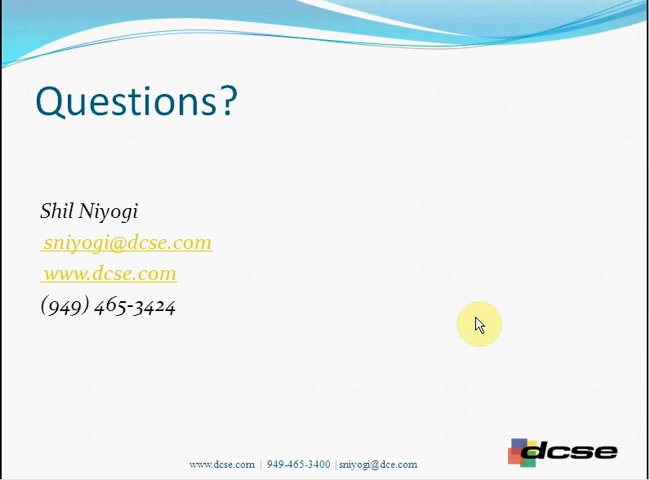 Questions?
Shil Niyogi
sniyogi@dcse.com
www.dcse.com
(949) 465-3424
www.dcse.com | 949-465-3400 | sniyogi@dce.com
dcse